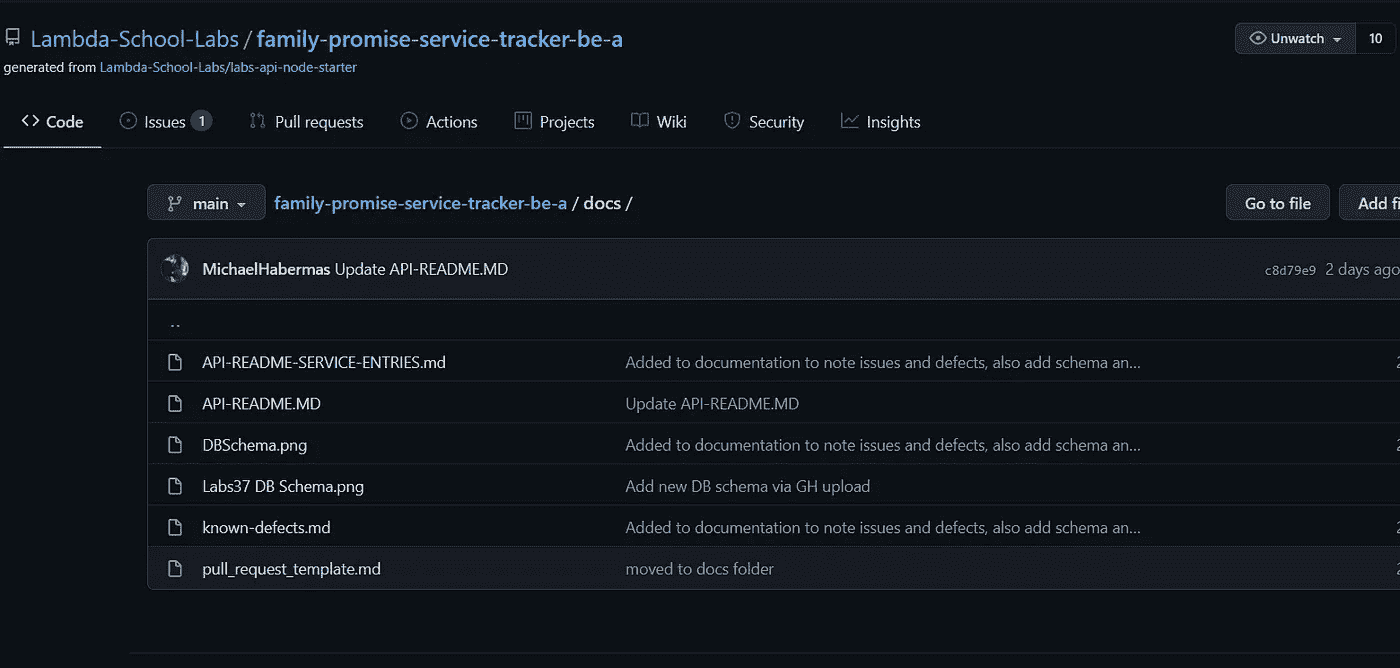 Lambda-School-Labs / family-promise-service-tracker-be-a
Unwatch 10
generated from Lambda-School-Labs/labs-api-node-starter
Code Issues 1 Pull requests Actions Projects Wiki Security Insights
main family-promise-service-tracker-be-a / docs / Go to file Add
MichaelHabermas Update API-README.MD c8d79e9 2 days ago
..
API-README-SERVICE-ENTRIES.md Added to documentation to note issues and defects, also add schema an...
API-README.MD Update API-README.MD
DBSchema.png Added to documentation to note issues and defects, also add schema an...
Labs37 DB Schema.png Add new DB schema via GH upload
known-defects.md Added to documentation to note issues and defects, also add schema an...
pull_request_template.md moved to docs folder